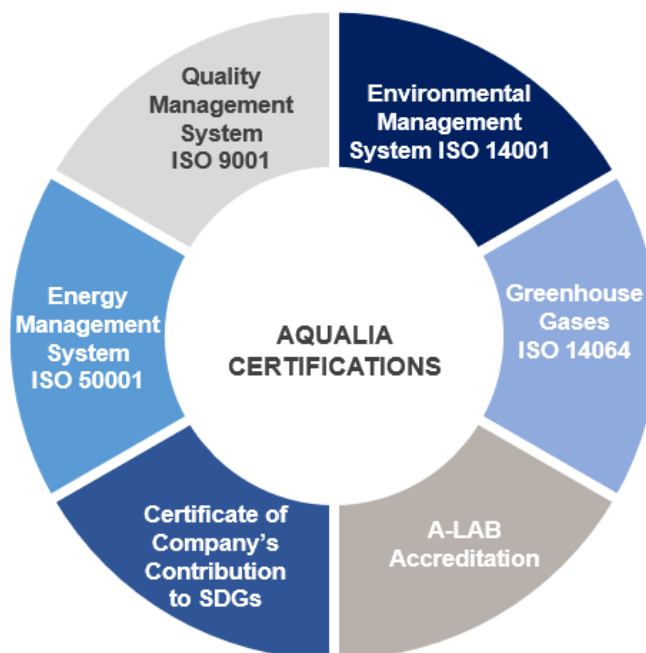 Quality
Management
System
ISO 9001
Environmental
Management
System ISO 14001
Greenhouse
Gases
ISO 14064
A-LAB
Accreditation
Certificate of
Company’s
Contribution
to SDGs
Energy
Management
System
ISO 50001
AQUALIA
CERTIFICATIONS